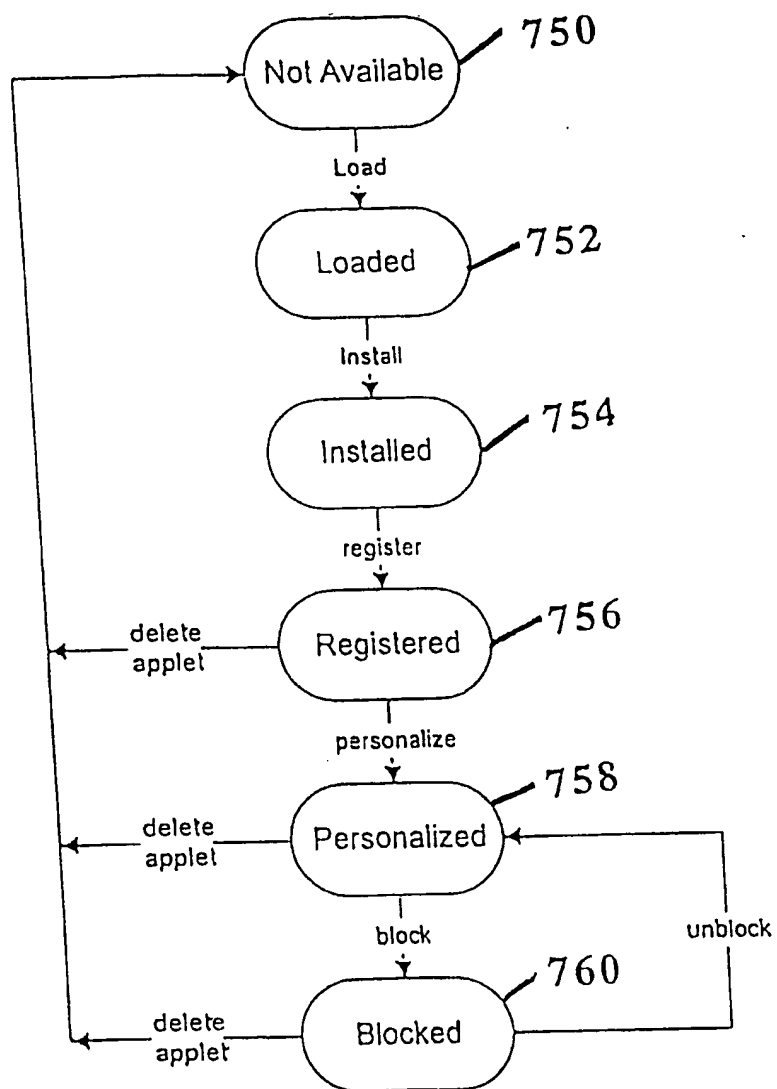 750
Not Available
Load
752
Loaded
Install
754
Installed
register
756
Registered
delete
applet
personalize
758
Personalized
delete
applet
block
unblock
760
Blocked
delete
applet